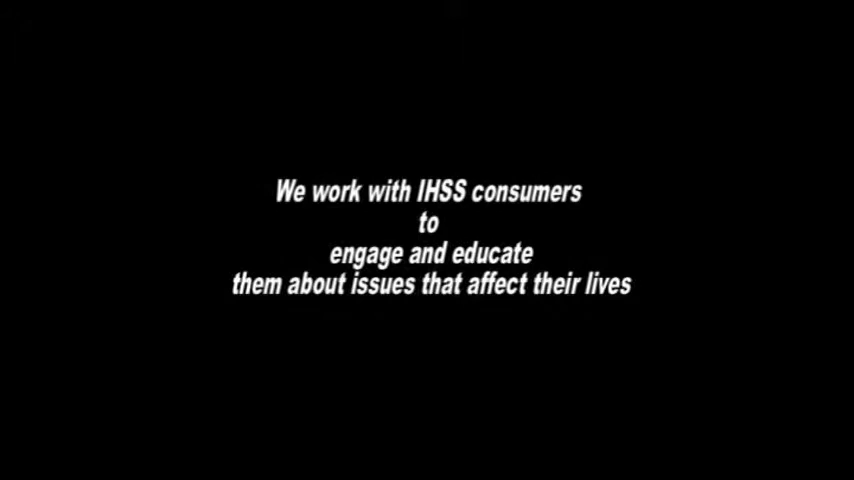 We work with IHSS consumers
to
engage and educate
them about issues that affect their lives